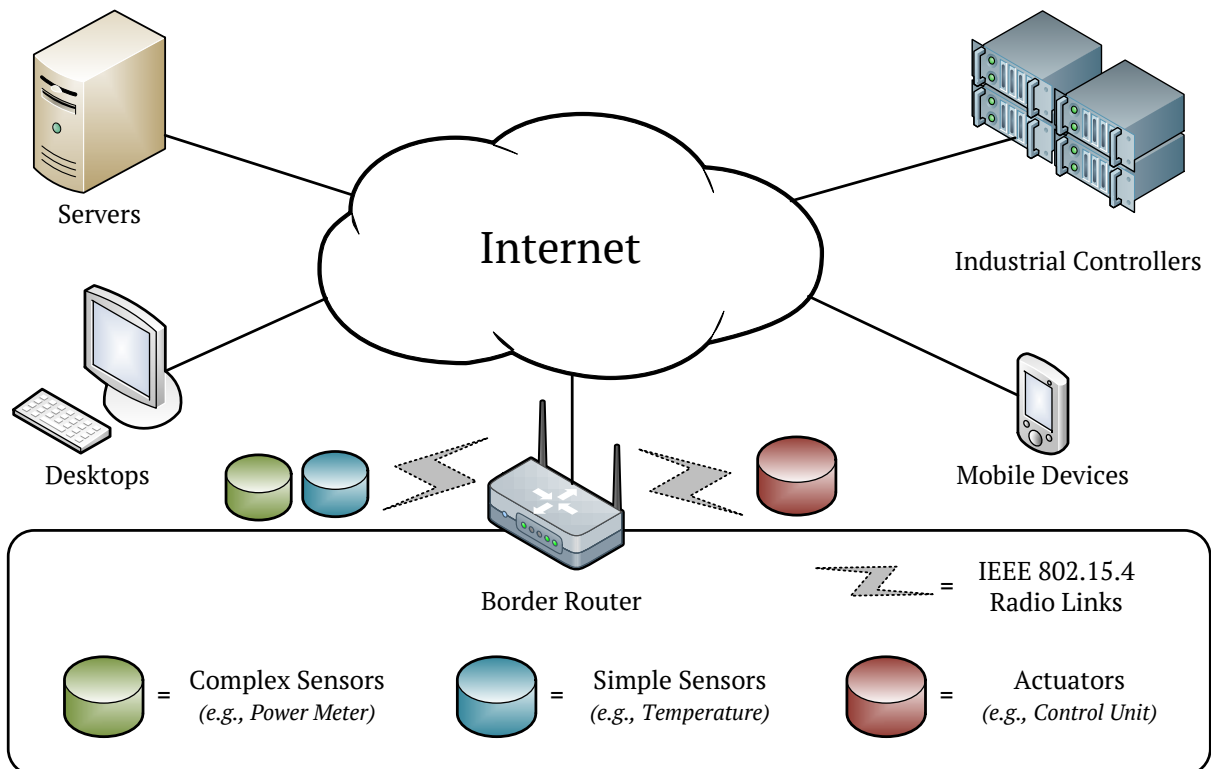 Servers
Internet
Industrial Controllers
Desktops
Mobile Devices
Border Router
= IEEE 802.15.4
Radio Links
= Complex Sensors
(e.g., Power Meter)
= Simple Sensors
(e.g., Temperature)
= Actuators
(e.g., Control Unit)